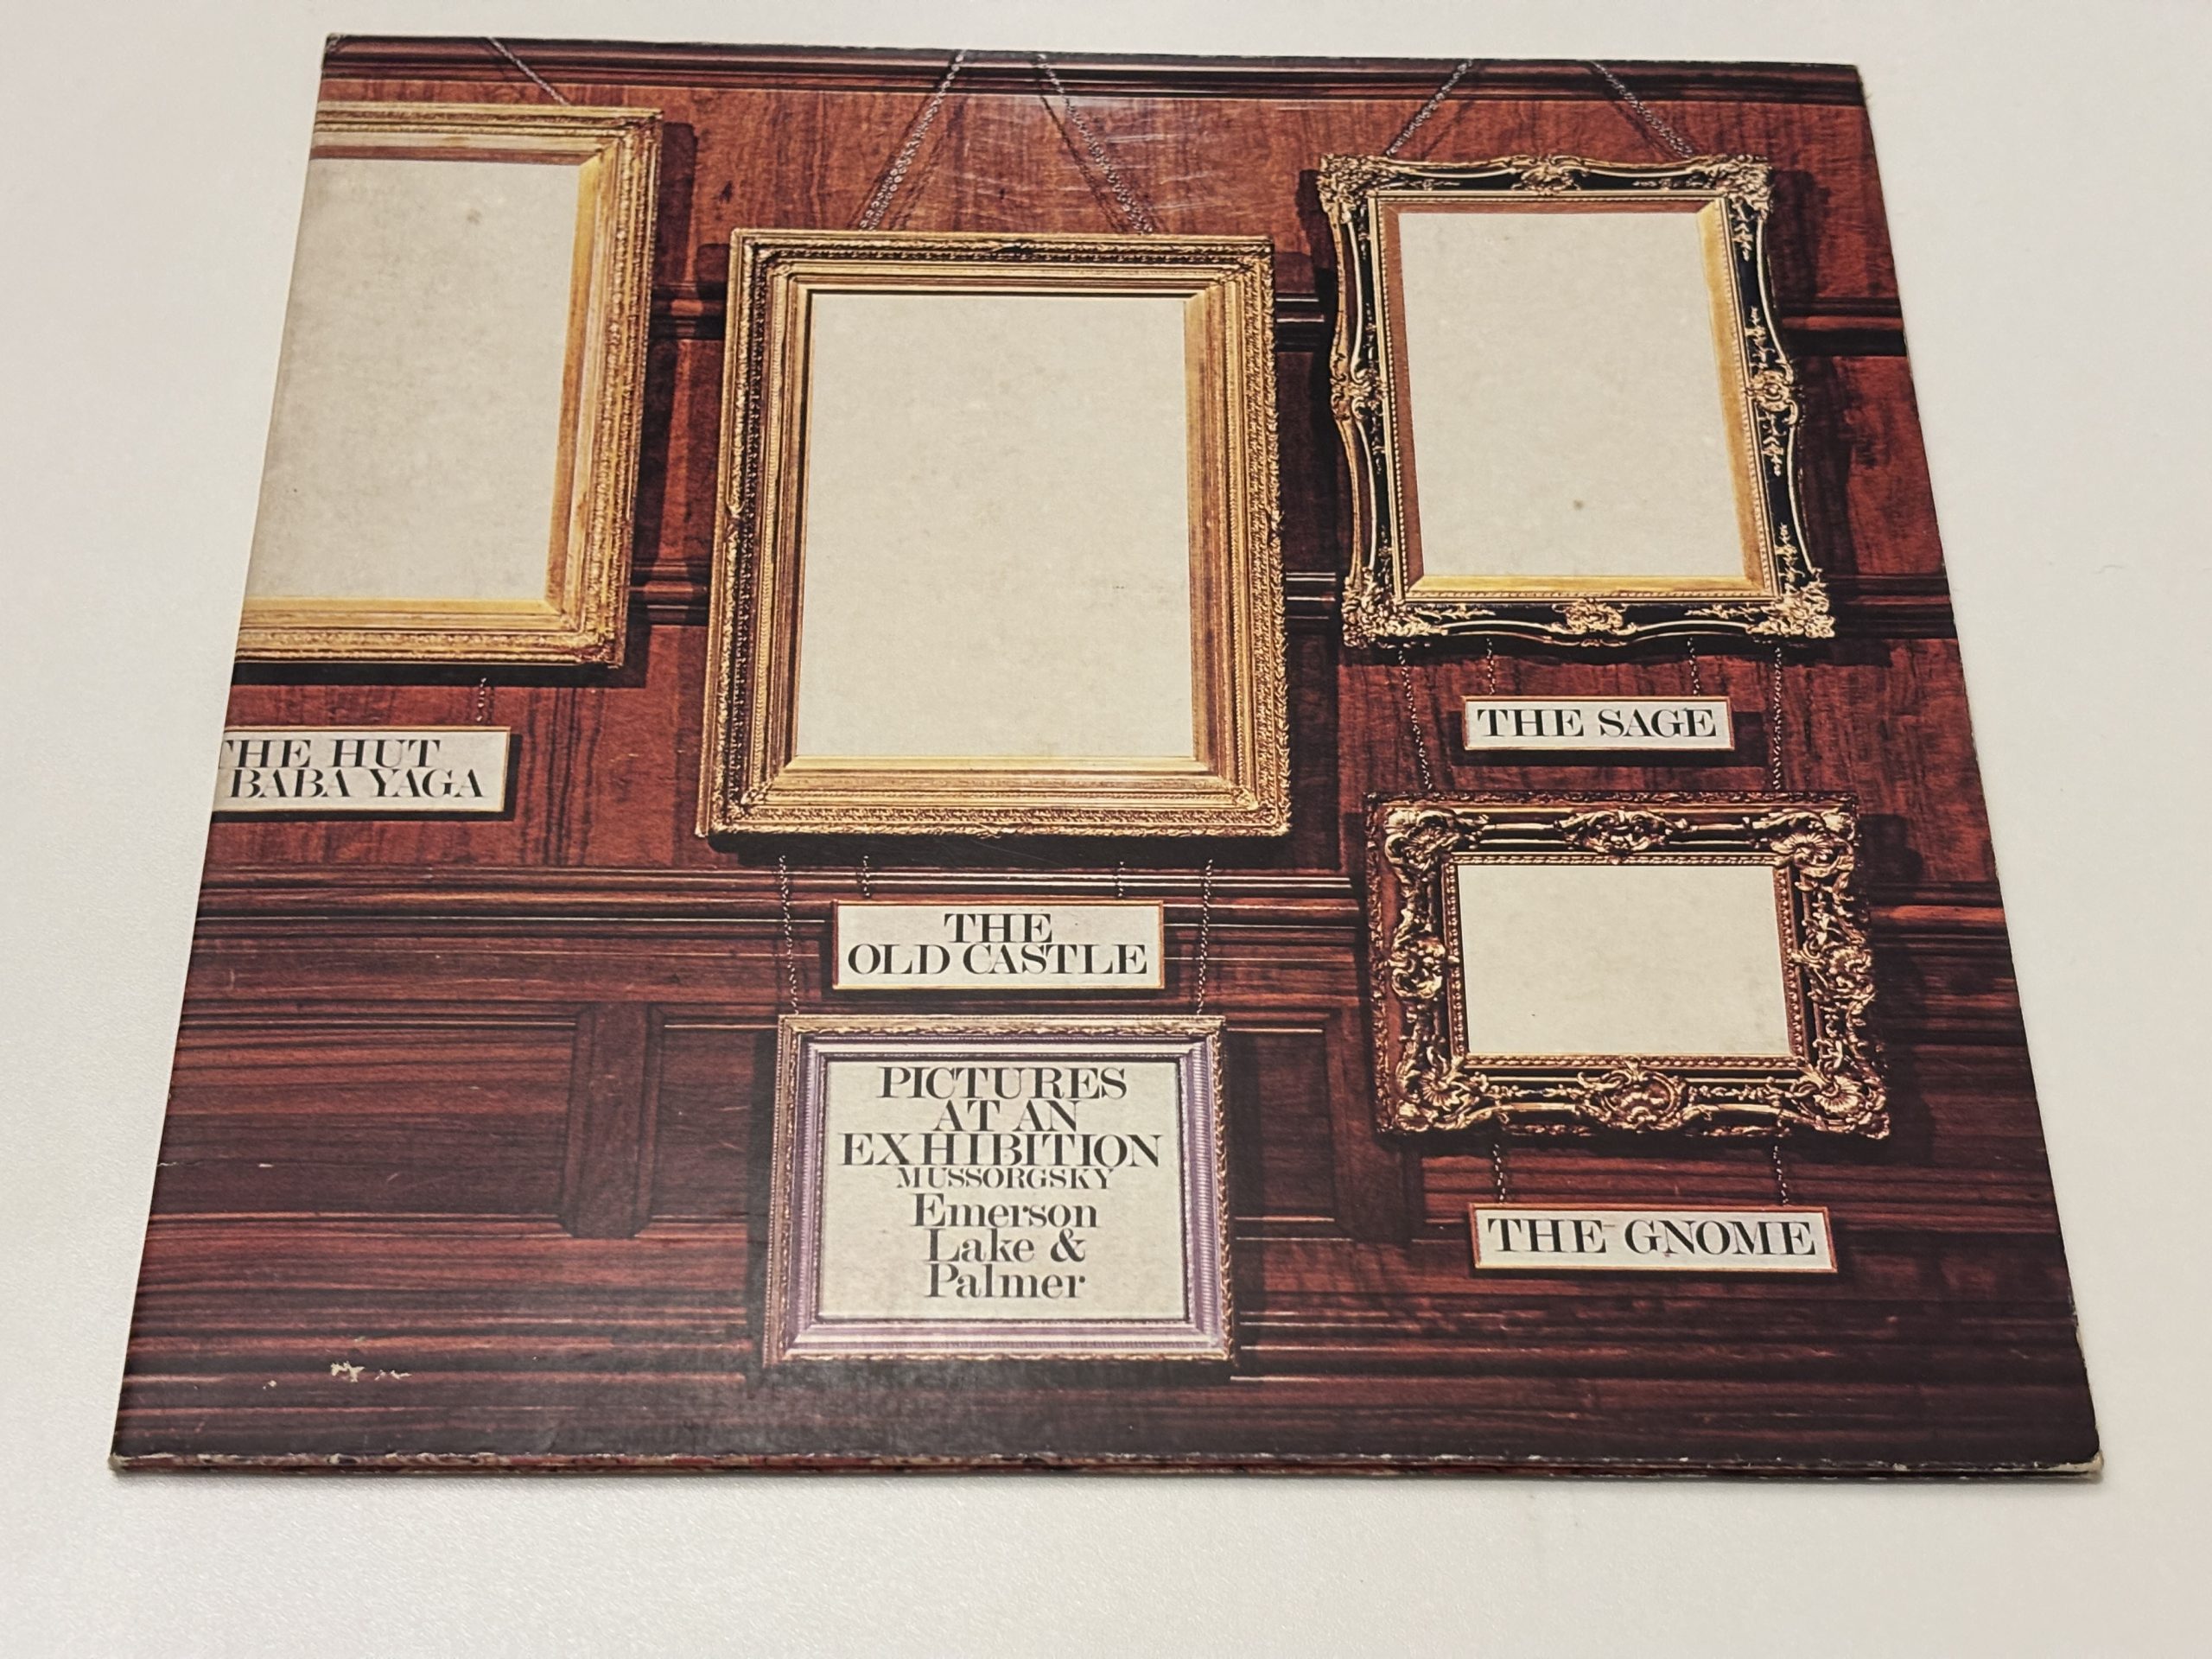 THE HUT
BABA YAGA
THE
OLD CASTLE
THE SAGE
PICTURES
AT AN
EXHIBITION
MUSSORGSKY
Emerson
Lake &
Palmer
THE GNOME